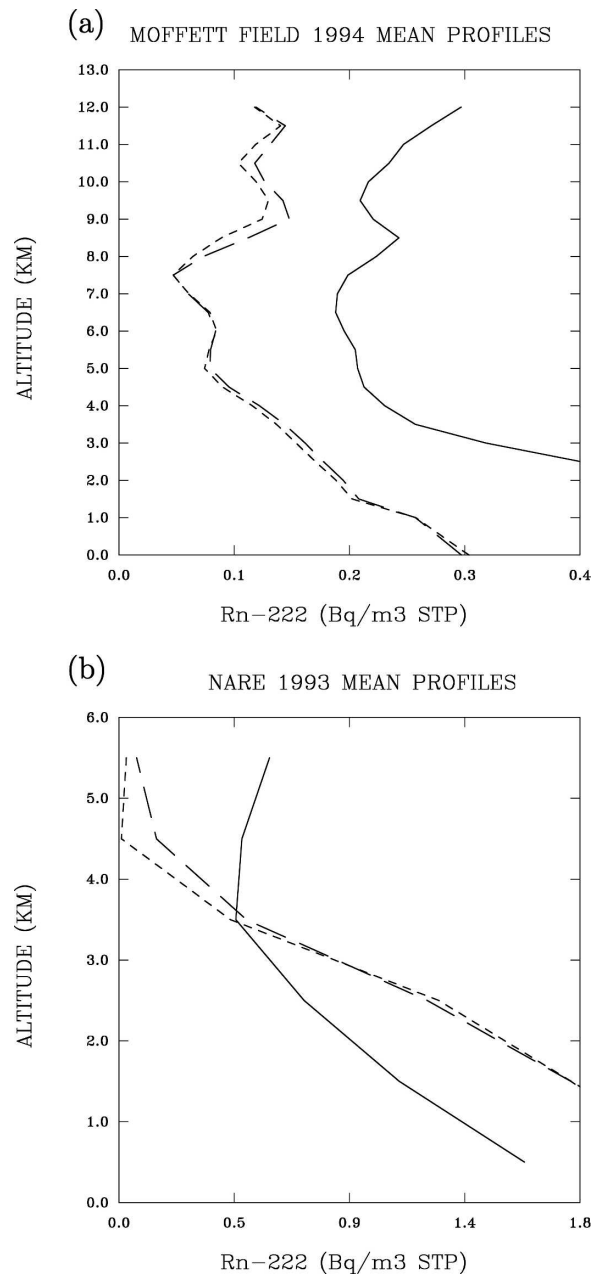 (a)
MOFFETT FIELD 1994 MEAN PROFILES
13.0
12.0
11.0
10.0
9.0
8.0
7.0
6.0
5.0
4.0
3.0
2.0
1.0
0.0
ALTITUDE (KM)
0.0 0.1 0.2 0.3 0.4
Rn-222 (Bq/m3 STP)
(b)
NARE 1993 MEAN PROFILES
6.0
5.0
4.0
3.0
2.0
1.0
0.0
ALTITUDE (KM)
0.0 0.5 0.9 1.4 1.8
Rn-222 (Bq/m3 STP)